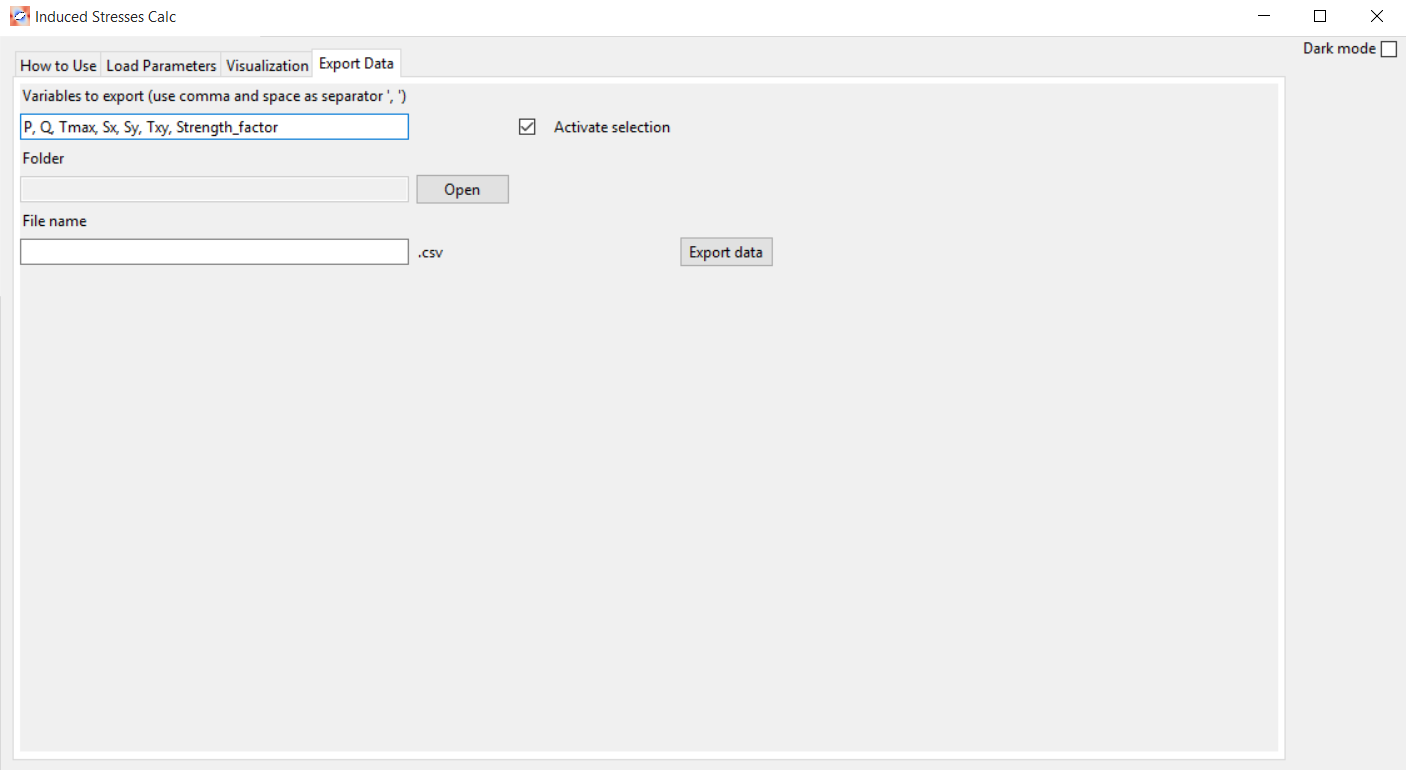 Induced Stresses Calc
Dark mode
How to Use Load Parameters Visualization Export Data
Variables to export (use comma and space as separator ', ')
P, Q, Tmax, Sx, Sy, Txy, Strength_factor
Activate selection
Folder
Open
File name
.csv
Export data